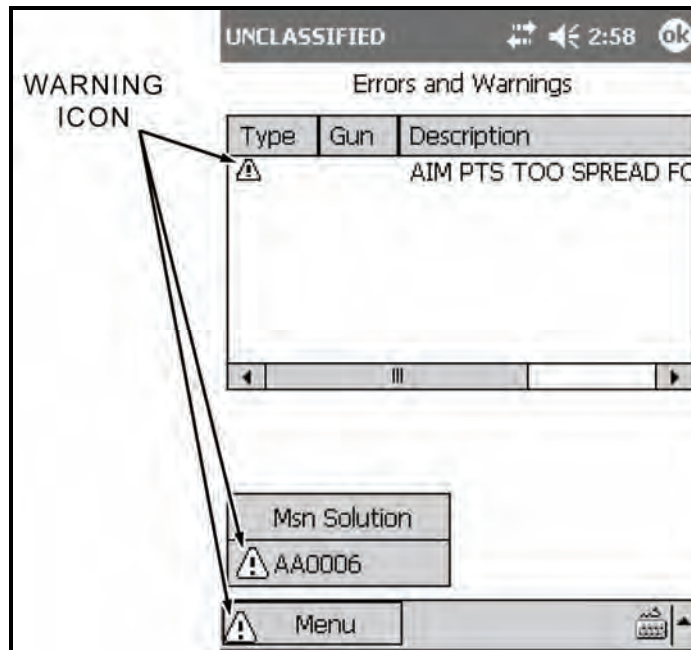 UNCLASSIFIED 2:58 ok
WARNING ICON
Errors and Warnings
Type Gun Description
AIM PTS TOO SPREAD FO
Msn Solution
AA0006
Menu